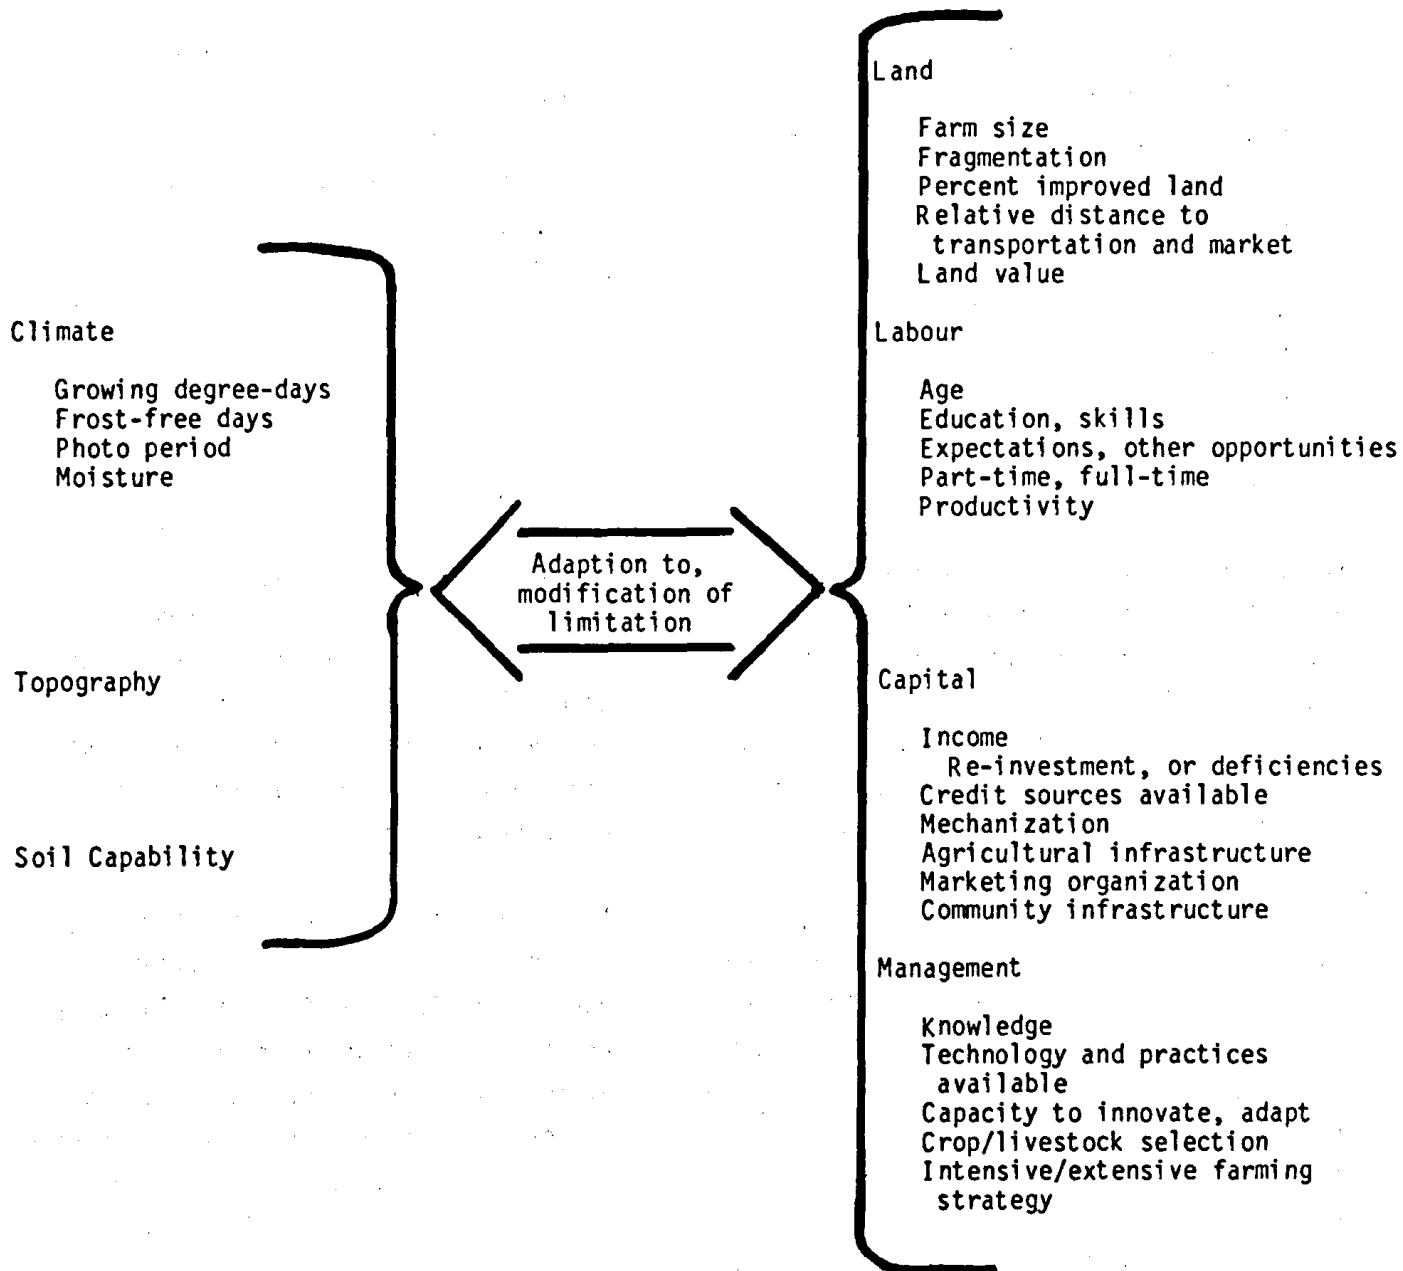 Climate
Growing degree-days
Frost-free days
Photo period
Moisture
Topography
Soil Capability
Adaption to,
modification of
limitation
Land
Farm size
Fragmentation
Percent improved land
Relative distance to
transportation and market
Land value
Labour
Age
Education, skills
Expectations, other opportunities
Part-time, full-time
Productivity
Capital
Income
Re-investment, or deficiencies
Credit sources available
Mechanization
Agricultural infrastructure
Marketing organization
Community infrastructure
Management
Knowledge
Technology and practices
available
Capacity to innovate, adapt
Crop/livestock selection
Intensive/extensive farming
strategy